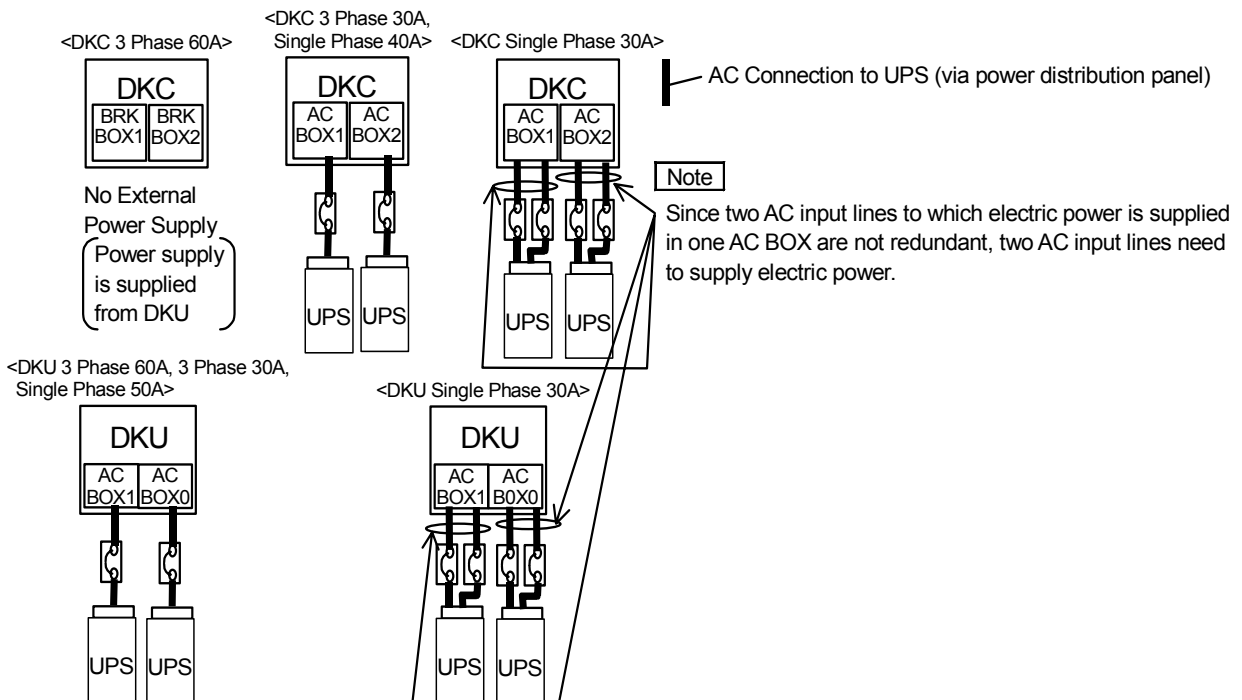 <DKC 3 Phase 60A>
DKC
BRK BRK
BOX1 BOX2
No External
Power Supply
Power supply
is supplied
from DKU
<DKC 3 Phase 30A,
Single Phase 40A>
DKC
AC AC
BOX1 BOX2
UPS UPS
<DKC Single Phase 30A>
DKC
AC AC
BOX1 BOX2
UPS UPS
AC Connection to UPS (via power distribution panel)
Note
Since two AC input lines to which electric power is supplied
in one AC BOX are not redundant, two AC input lines need
to supply electric power.
<DKU 3 Phase 60A, 3 Phase 30A,
Single Phase 50A>
DKU
AC AC
BOX1 BOX0
UPS UPS
<DKU Single Phase 30A>
DKU
AC AC
BOX1 B0X0
UPS UPS